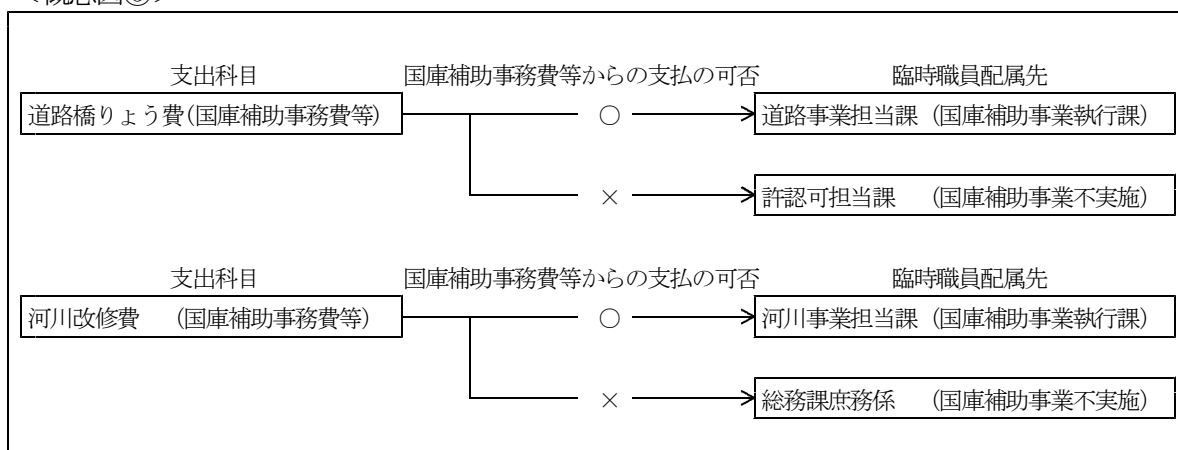 支出科目 国庫補助事務費等からの支払の可否 臨時職員配属先
道路橋りょう費(国庫補助事務費等) ○ 道路事業担当課（国庫補助事業執行課）
× 許認可担当課　（国庫補助事業不実施）
支出科目 国庫補助事務費等からの支払の可否 臨時職員配属先
河川改修費　（国庫補助事務費等） ○ 河川事業担当課（国庫補助事業執行課）
× 総務課庶務係　（国庫補助事業不実施）